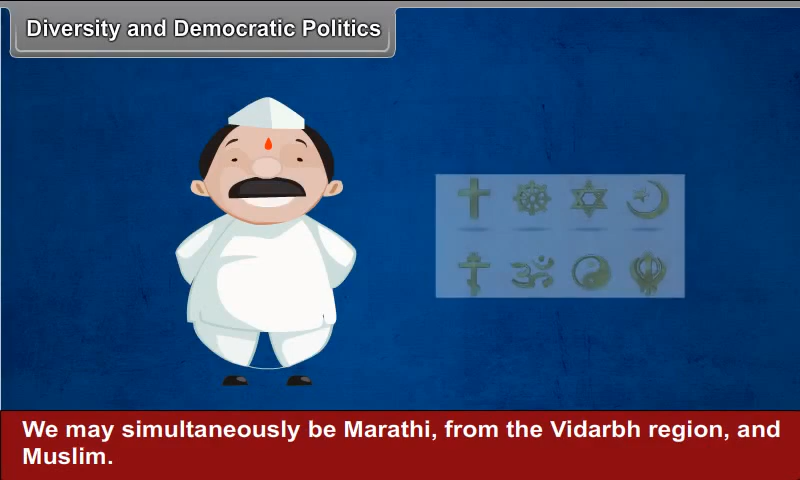 Diversity and Democratic Politics
We may simultaneously be Marathi, from the Vidarbh region, and
Muslim.